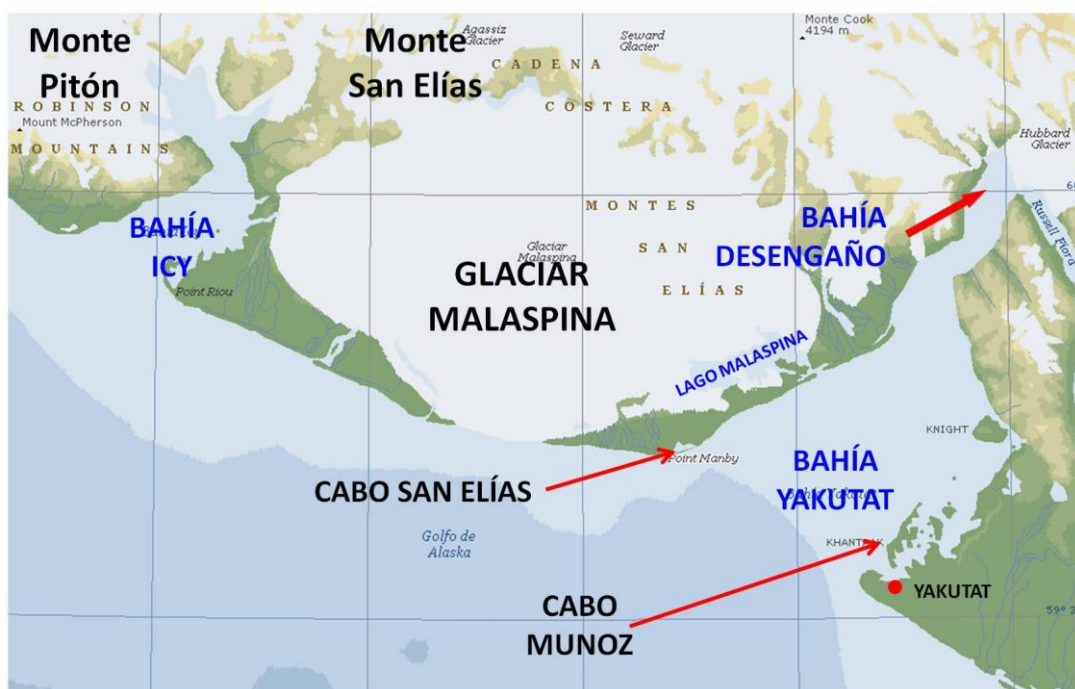 Monte
Pitón
Monte
San Elías
Agassiz
Glacier
Seward
Glacier
Monte Cook
4194 m
CADENA
COSTERA
ROBINSON
Mount McPherson
MOUNTAINS
Hubbard
Glacier
BAHÍA
ICY
Point Riou
MONTES
SAN
ELÍAS
Glaciar
Malaspina
GLACIAR
MALASPINA
BAHÍA
DESENGAÑO
Russell Fiord
LAGO MALASPINA
KNIGHT
Point Manby
CABO SAN ELÍAS
BAHÍA
YAKUTAT
Golfo de
Alaska
CABO
MUNOZ
YAKUTAT
59° 3